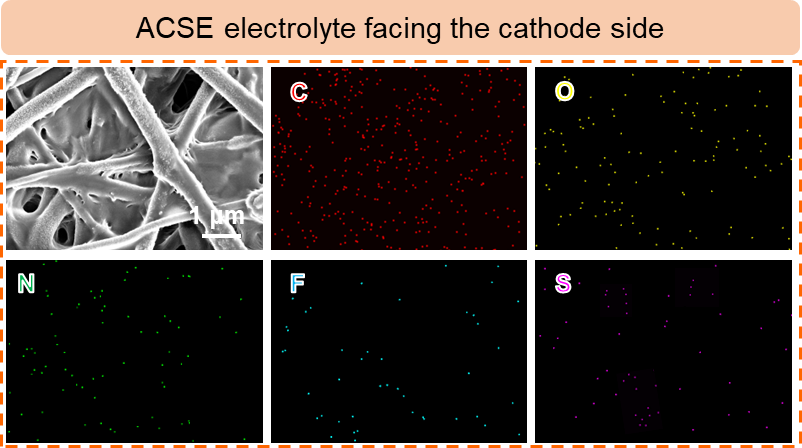 ACSE electrolyte facing the cathode side
1 μm
C
O
N
F
S